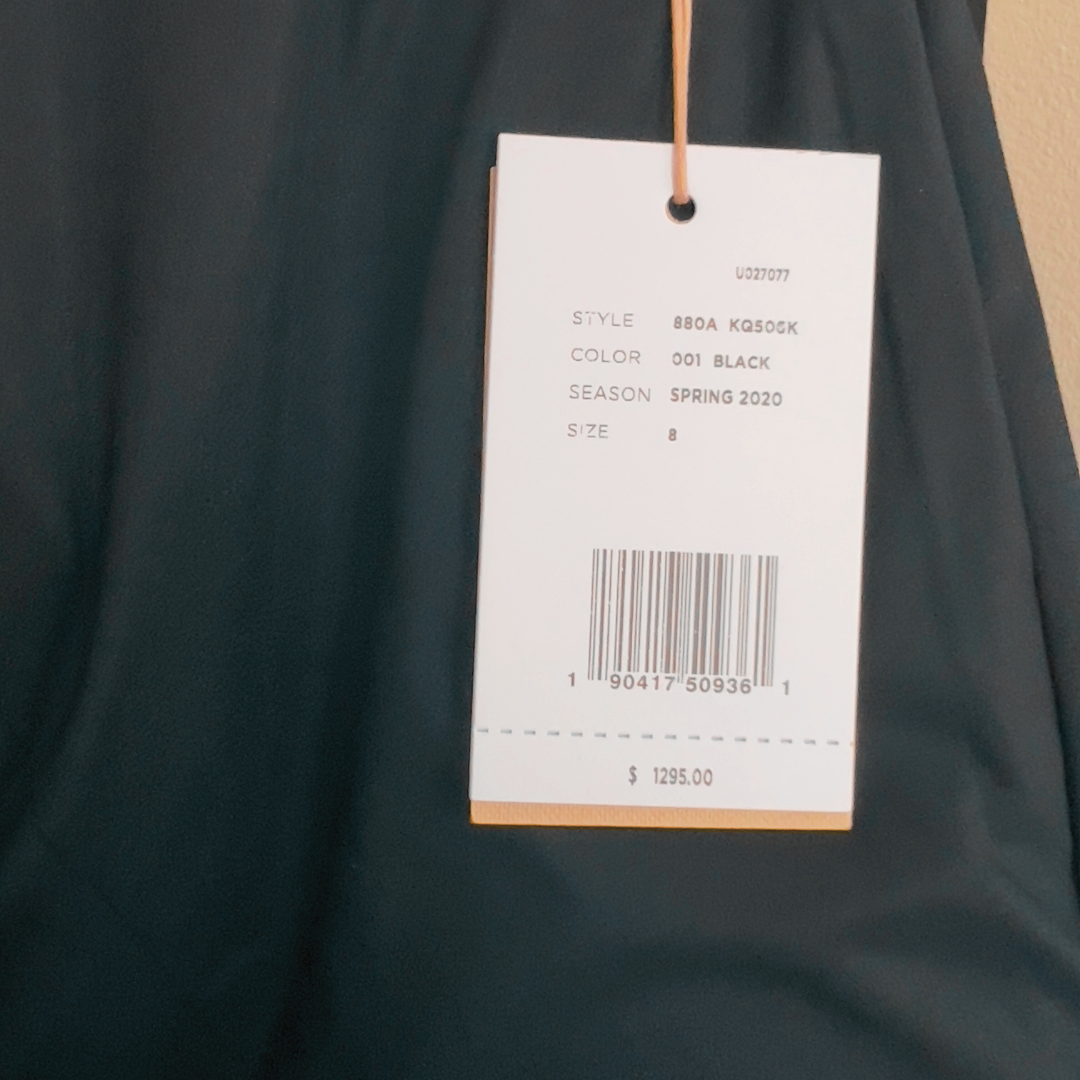 U027077
STYLE 880A KQ506K
COLOR 001 BLACK
SEASON SPRING 2020
SIZE 8
1 90417 50936 1
$ 1295.00